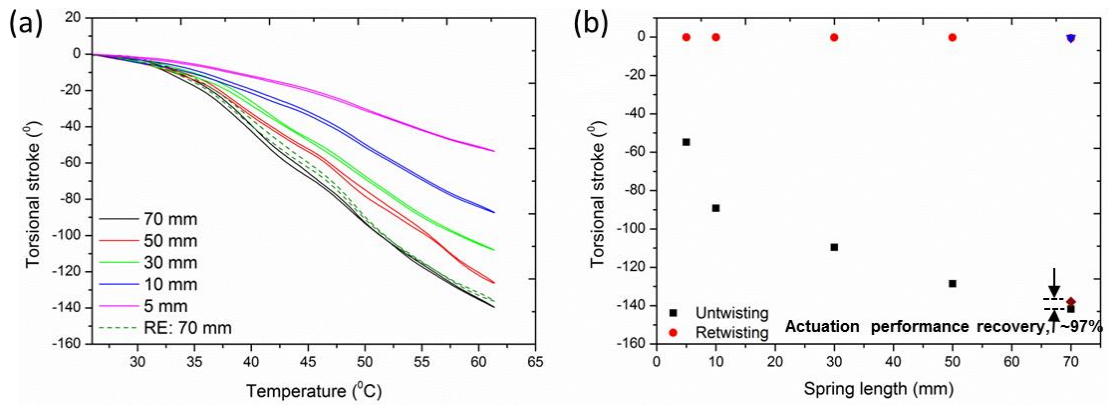 (a)
20
0
-20
-40
-60
-80
-100
-120
-140
-160
Torsional stroke (⁰)
70 mm
50 mm
30 mm
10 mm
5 mm
RE: 70 mm
30 35 40 45 50 55 60 65
Temperature (⁰C)
(b)
0
-20
-40
-60
-80
-100
-120
-140
-160
Torsional stroke (⁰)
Untwisting
Retwisting
Actuation performance recovery, ~97%
0 10 20 30 40 50 60 70
Spring length (mm)